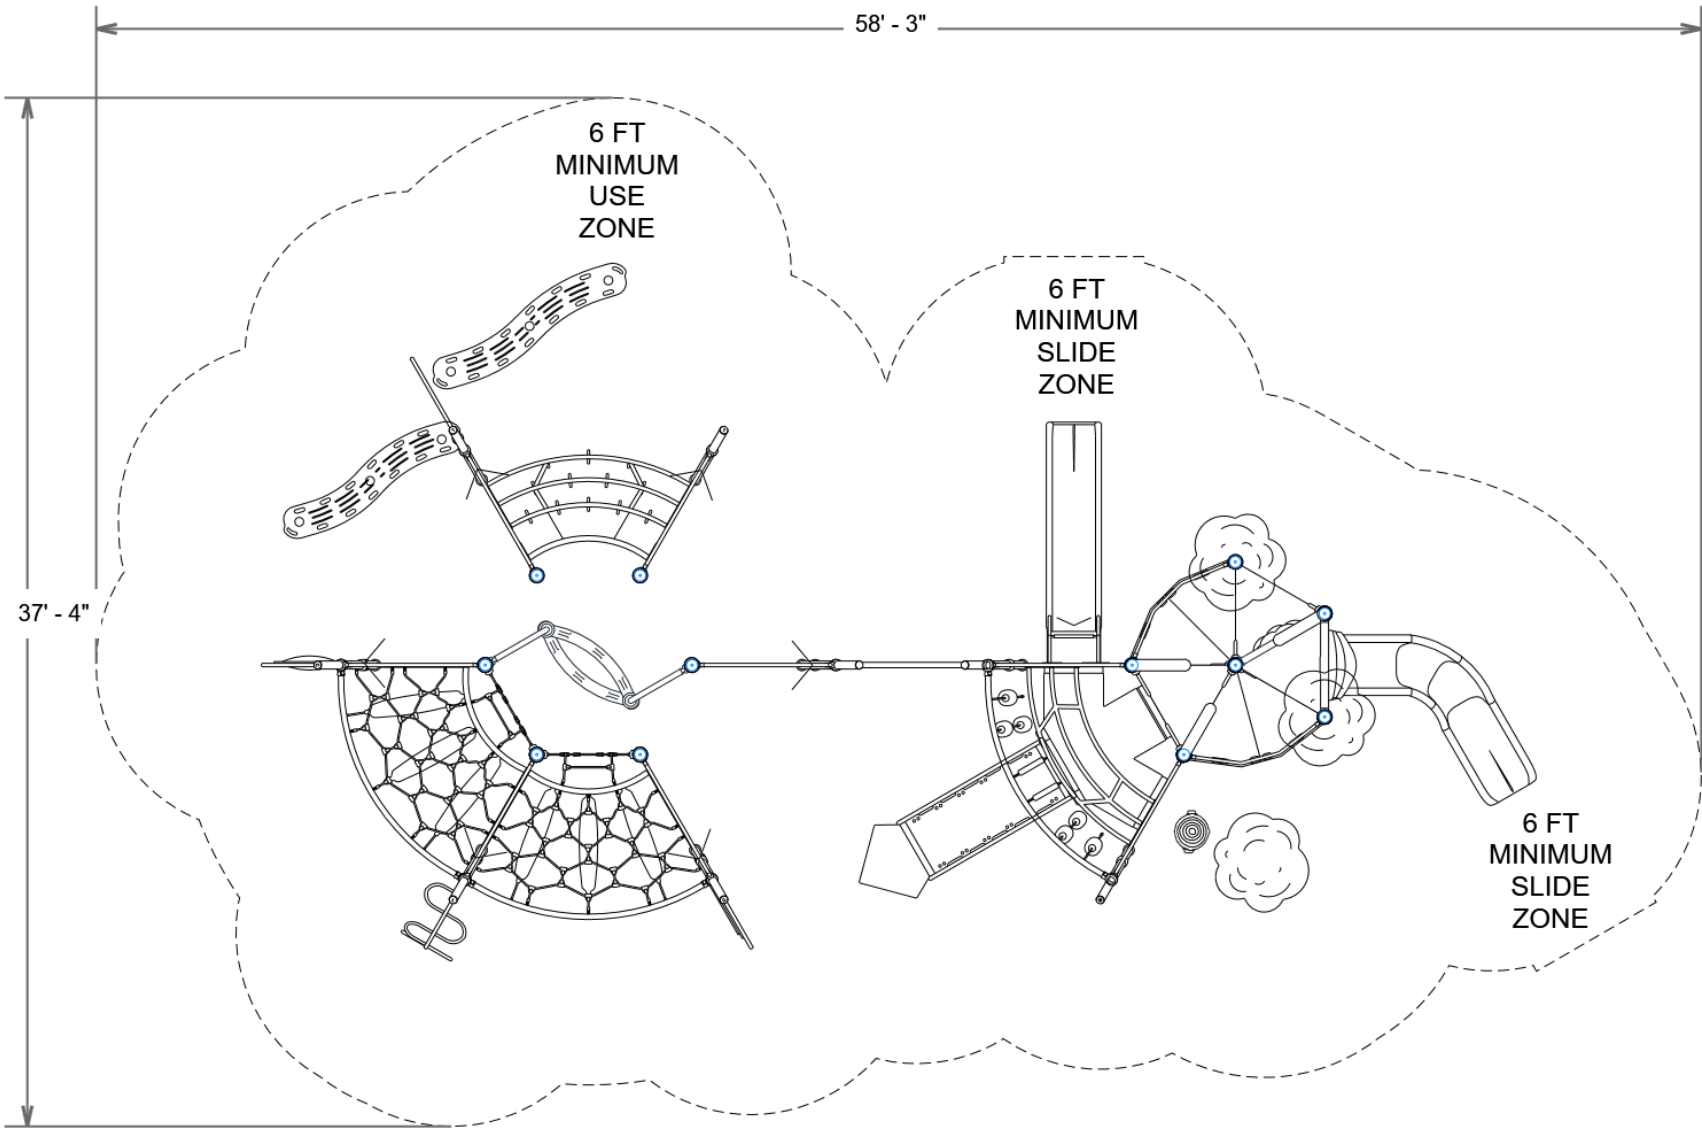 58' - 3"
6 FT
MINIMUM
USE
ZONE
6 FT
MINIMUM
SLIDE
ZONE
37' - 4"
6 FT
MINIMUM
SLIDE
ZONE